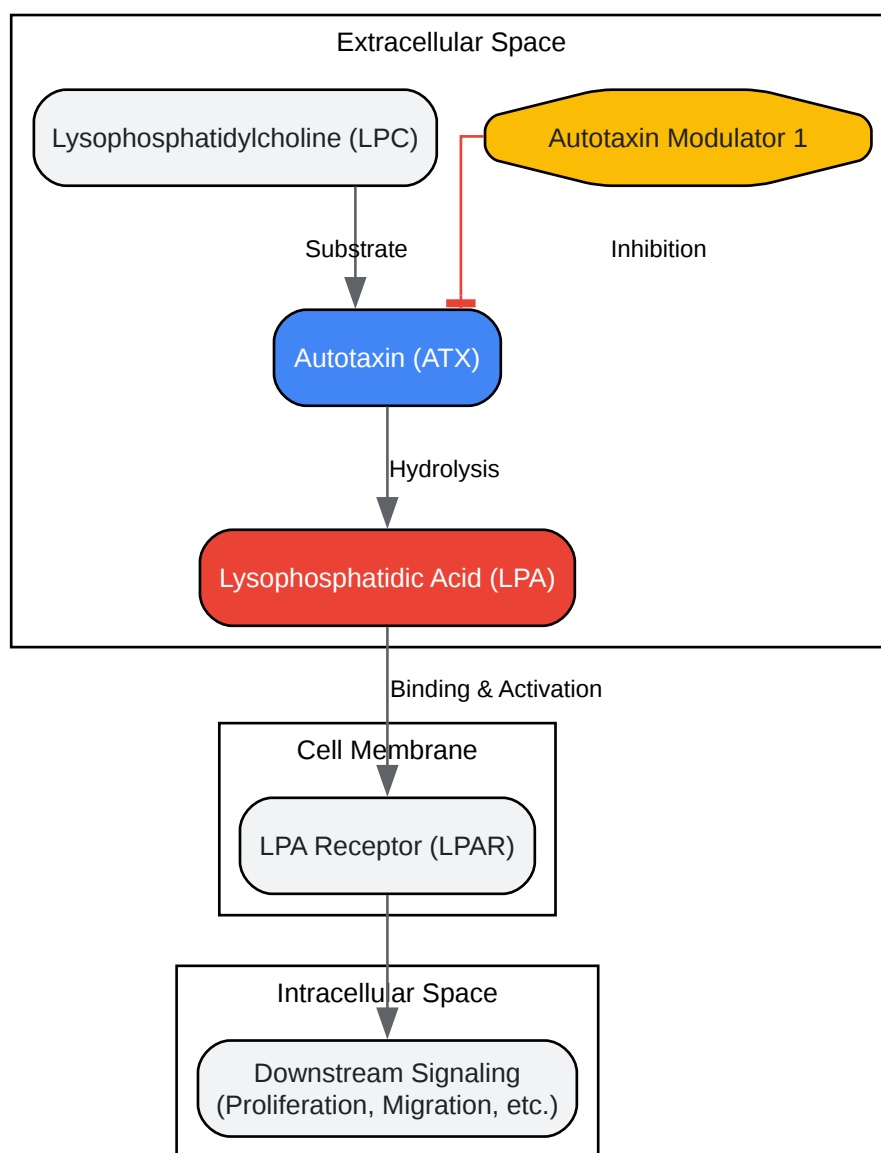 Extracellular Space
Lysophosphatidylcholine (LPC)
Autotaxin Modulator 1
Substrate
Inhibition
Autotaxin (ATX)
Hydrolysis
Lysophosphatidic Acid (LPA)
Binding & Activation
Cell Membrane
LPA Receptor (LPAR)
Intracellular Space
Downstream Signaling
(Proliferation, Migration, etc.)